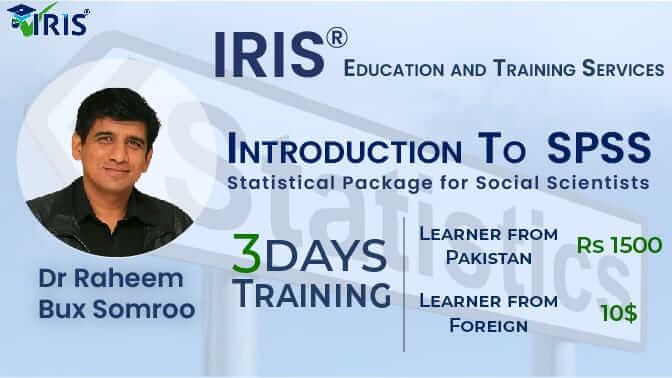 IRIS®
IRIS®
EDUCATION AND TRAINING SERVICES
INTRODUCTION TO SPSS
Statistical Package for Social Scientists
Statistics
3DAYS
TRAINING
LEARNER FROM
PAKISTAN
Rs 1500
LEARNER FROM
FOREIGN
10$
Dr Raheem
Bux Somroo